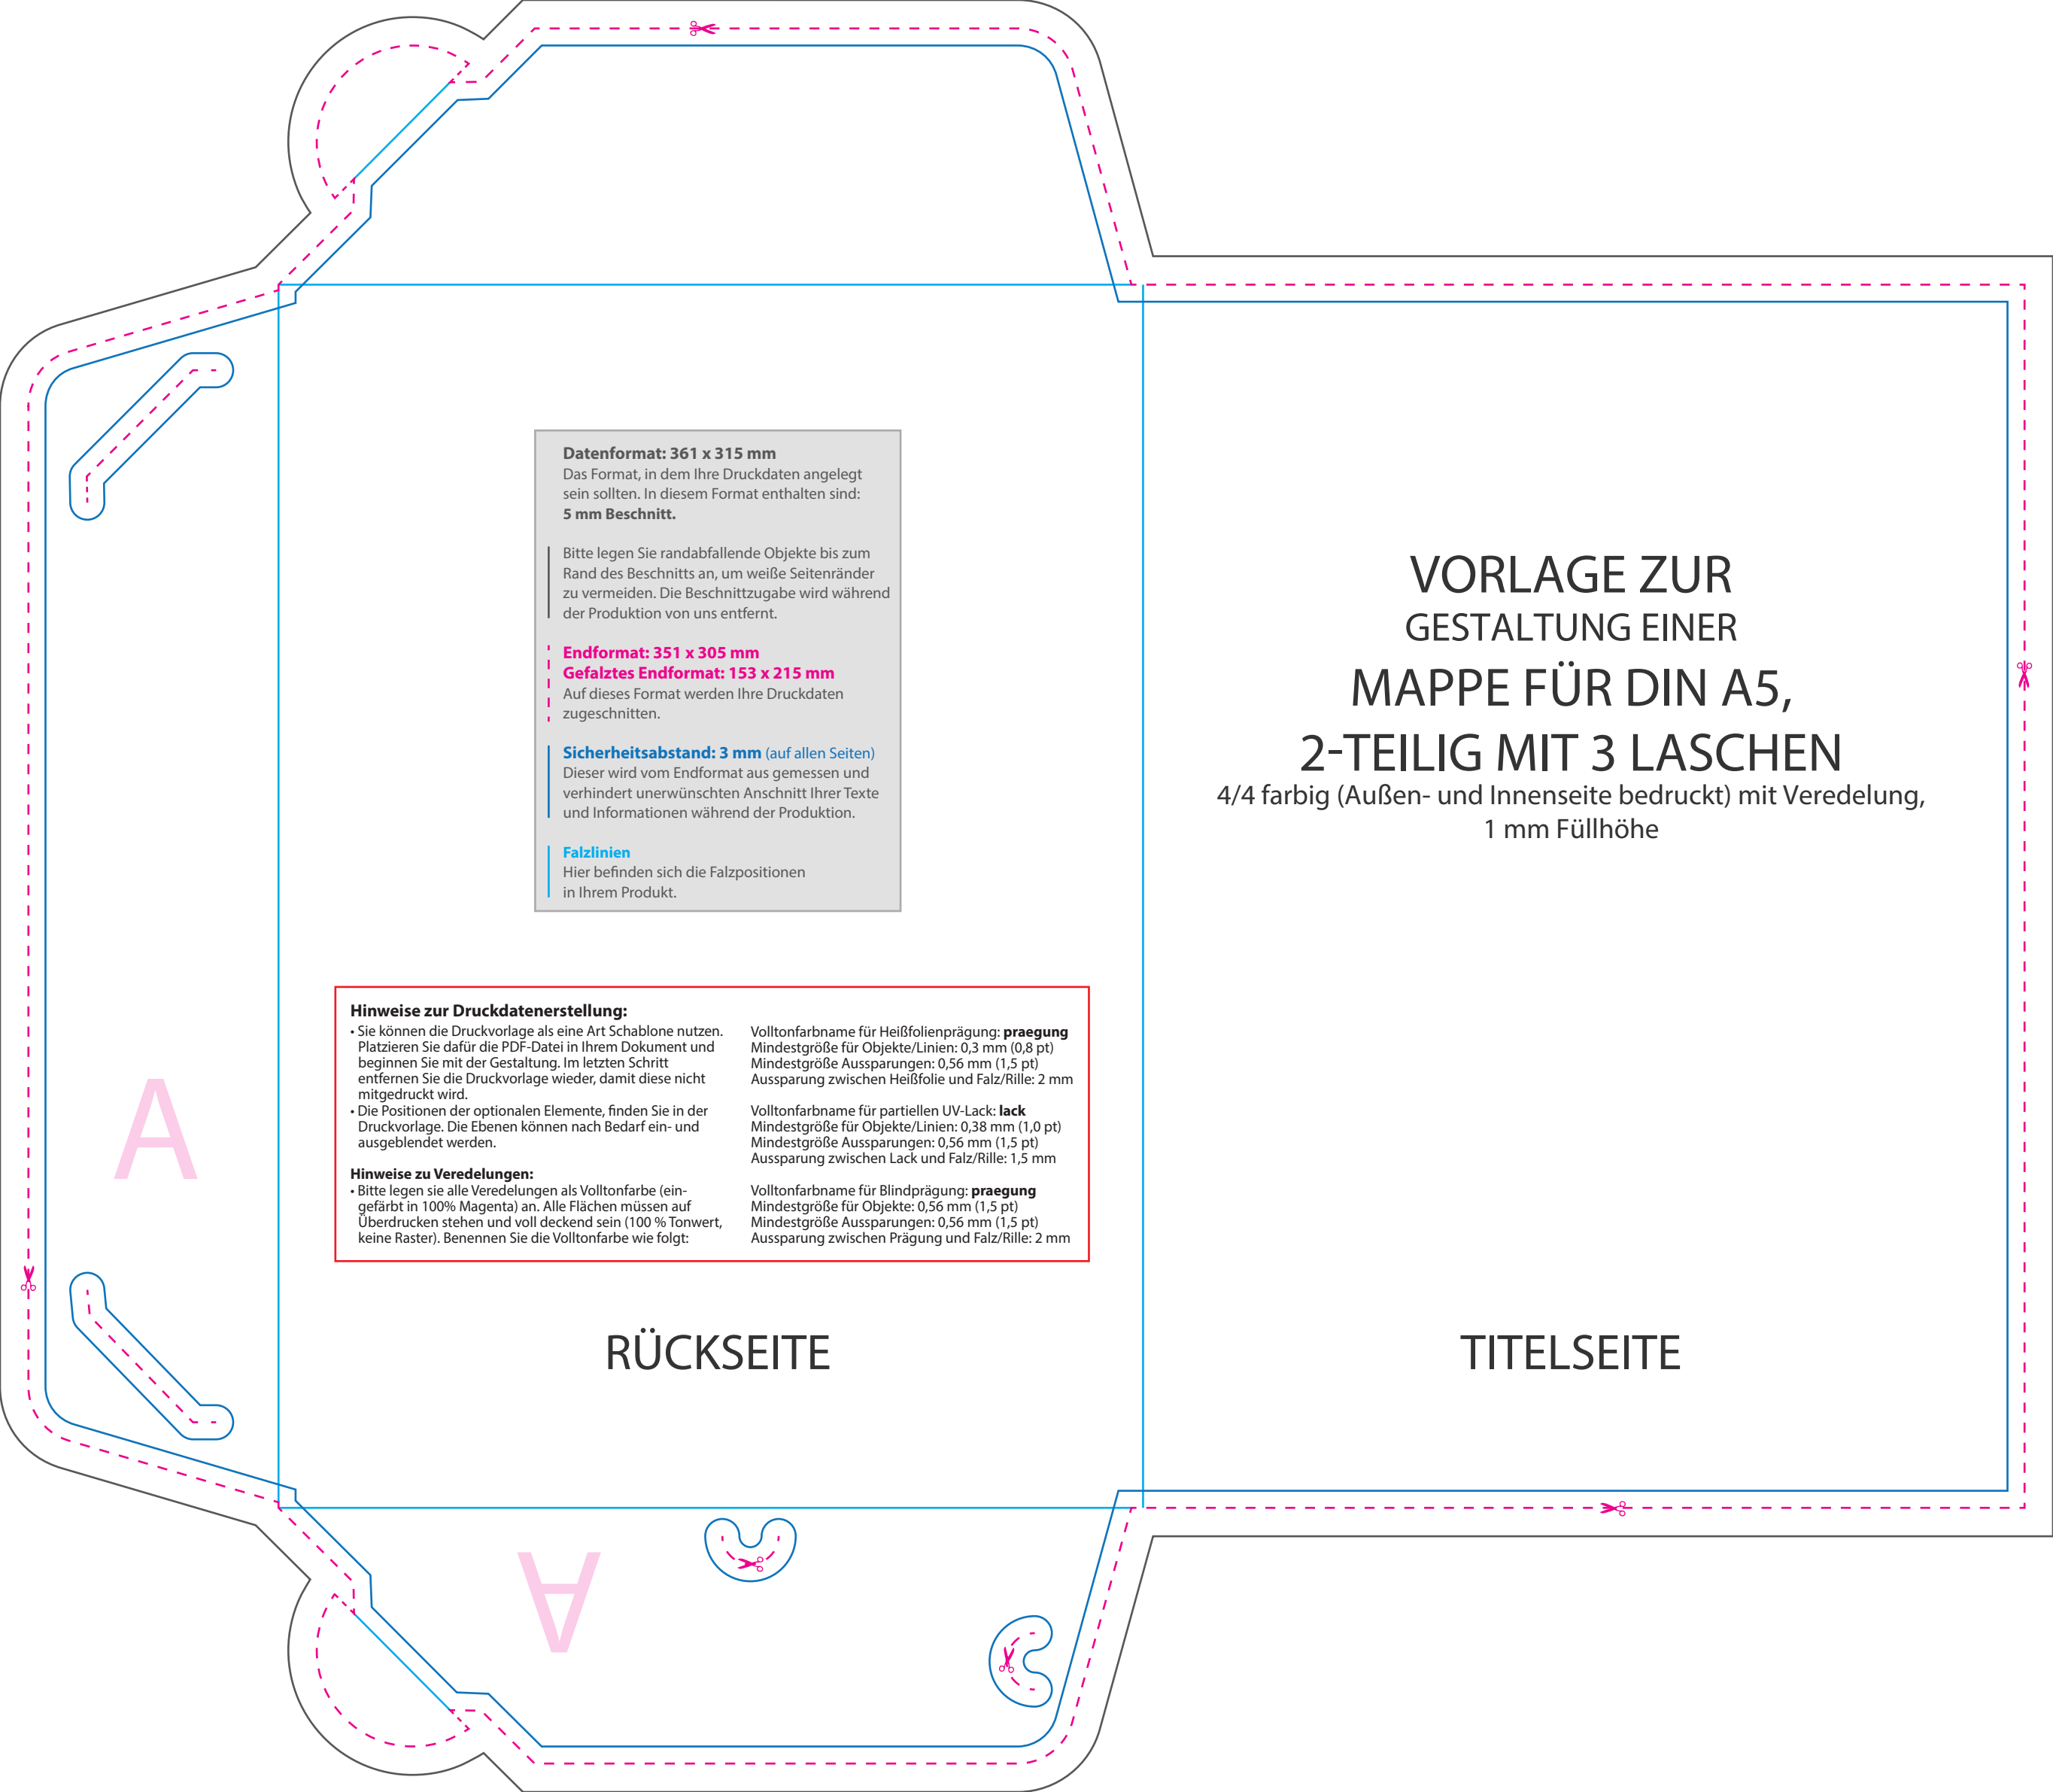 Datenformat: 361 x 315 mm
Das Format, in dem Ihre Druckdaten angelegt
sein sollten. In diesem Format enthalten sind:
5 mm Beschnitt.
Bitte legen Sie randabfallende Objekte bis zum
Rand des Beschnitts an, um weiße Seitenränder
zu vermeiden. Die Beschnittzugabe wird während
der Produktion von uns entfernt.
Endformat: 351 x 305 mm
Gefalztes Endformat: 153 x 215 mm
Auf dieses Format werden Ihre Druckdaten
zugeschnitten.
Sicherheitsabstand: 3 mm (auf allen Seiten)
Dieser wird vom Endformat aus gemessen und
verhindert unerwünschten Anschnitt Ihrer Texte
und Informationen während der Produktion.
Falzlinien
Hier befinden sich die Falzpositionen
in Ihrem Produkt.
VORLAGE ZUR
GESTALTUNG EINER
MAPPE FÜR DIN A5,
2-TEILIG MIT 3 LASCHEN
4/4 farbig (Außen- und Innenseite bedruckt) mit Veredelung,
1 mm Füllhöhe
Hinweise zur Druckdatenerstellung:
• Sie können die Druckvorlage als eine Art Schablone nutzen.
Platzieren Sie dafür die PDF-Datei in Ihrem Dokument und
beginnen Sie mit der Gestaltung. Im letzten Schritt
entfernen Sie die Druckvorlage wieder, damit diese nicht
mitgedruckt wird.
• Die Positionen der optionalen Elemente, finden Sie in der
Druckvorlage. Die Ebenen können nach Bedarf ein- und
ausgeblendet werden.
Hinweise zu Veredelungen:
• Bitte legen sie alle Veredelungen als Volltonfarbe (ein-
gefärbt in 100% Magenta) an. Alle Flächen müssen auf
Überdrucken stehen und voll deckend sein (100 % Tonwert,
keine Raster). Benennen Sie die Volltonfarbe wie folgt:
Volltonfarbname für Heißfolienprägung: praegung
Mindestgröße für Objekte/Linien: 0,3 mm (0,8 pt)
Mindestgröße Aussparungen: 0,56 mm (1,5 pt)
Aussparung zwischen Heißfolie und Falz/Rille: 2 mm
Volltonfarbname für partiellen UV-Lack: lack
Mindestgröße für Objekte/Linien: 0,38 mm (1,0 pt)
Mindestgröße Aussparungen: 0,56 mm (1,5 pt)
Aussparung zwischen Lack und Falz/Rille: 1,5 mm
Volltonfarbname für Blindprägung: praegung
Mindestgröße für Objekte: 0,56 mm (1,5 pt)
Mindestgröße Aussparungen: 0,56 mm (1,5 pt)
Aussparung zwischen Prägung und Falz/Rille: 2 mm
A
RÜCKSEITE
TITELSEITE
A